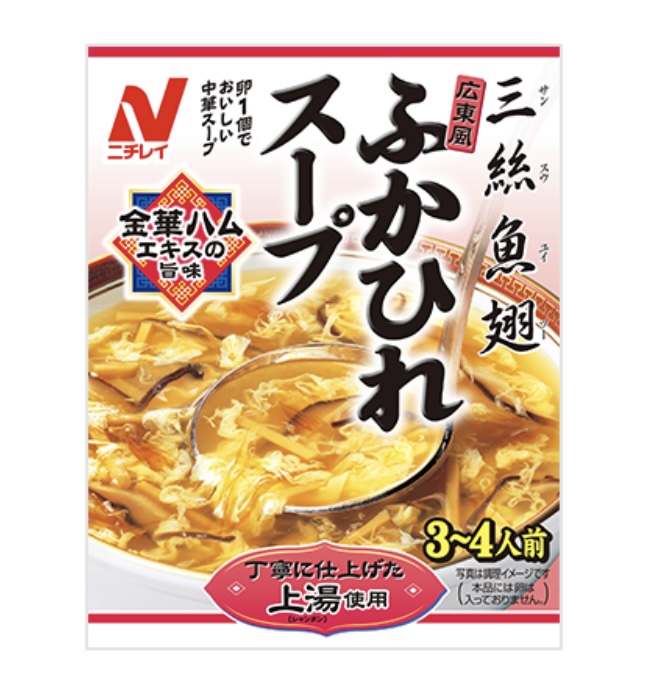 三絲魚翅
サン
スウ
ユイ
ツー
広東風
ふかひれ
スープ
卵1個で
おいしい
中華スープ
ニチレイ
金華ハム
エキスの
旨味
3~4人前
写真は調理イメージです
(本品には卵は
入っておりません。)
丁寧に仕上げた
上湯使用
(シャンタン)